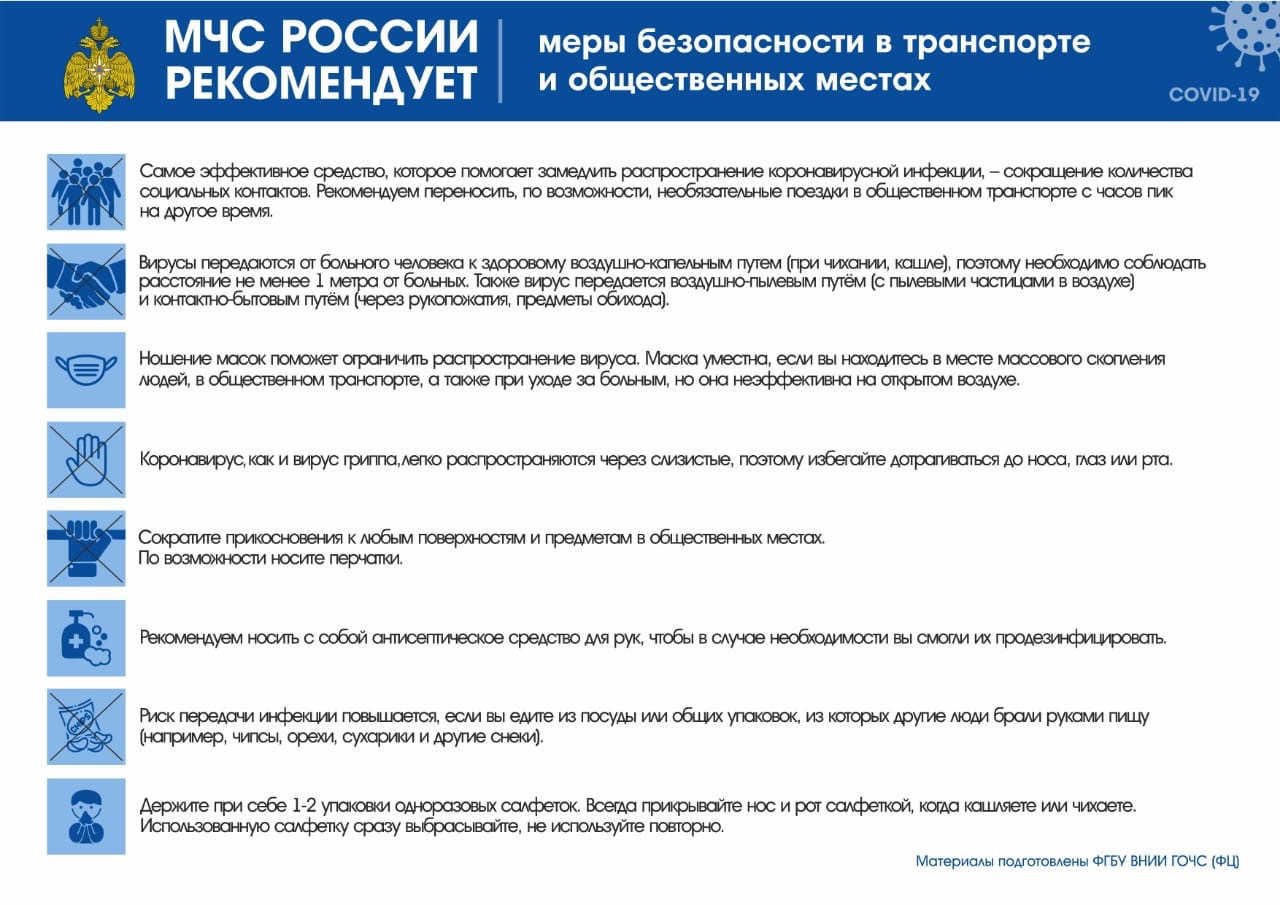 МЧС РОССИИ
РЕКОМЕНДУЕТ
меры безопасности в транспорте
и общественных местах
COVID-19
Самое эффективное средство, которое помогает замедлить распространение коронавирусной инфекции, – сокращение количества
социальных контактов. Рекомендуем переносить, по возможности, необязательные поездки в общественном транспорте с часов пик
на другое время.
Вирусы передаются от больного человека к здоровому воздушно-капельным путем (при чихании, кашле), поэтому необходимо соблюдать
расстояние не менее 1 метра от больных. Также вирус передается воздушно-пылевым путём (с пылевыми частицами в воздухе)
и контактно-бытовым путём (через рукопожатия, предметы обихода).
Ношение масок поможет ограничить распространение вируса. Маска уместна, если вы находитесь в месте массового скопления
людей, в общественном транспорте, а также при уходе за больным, но она неэффективна на открытом воздухе.
Коронавирус, как и вирус гриппа,легко распространяются через слизистые, поэтому избегайте дотрагиваться до носа, глаз или рта.
Сократите прикосновения к любым поверхностям и предметам в общественных местах.
По возможности носите перчатки.
Рекомендуем носить с собой антисептическое средство для рук, чтобы в случае необходимости вы смогли их продезинфицировать.
CHIPS
Риск передачи инфекции повышается, если вы едите из посуды или общих упаковок, из которых другие люди брали руками пищу
(например, чипсы, орехи, сухарики и другие снеки).
Держите при себе 1-2 упаковки одноразовых салфеток. Всегда прикрывайте нос и рот салфеткой, когда кашляете или чихаете.
Использованную салфетку сразу выбрасывайте, не используйте повторно.
Материалы подготовлены ФГБУ ВНИИ ГОЧС (ФЦ)